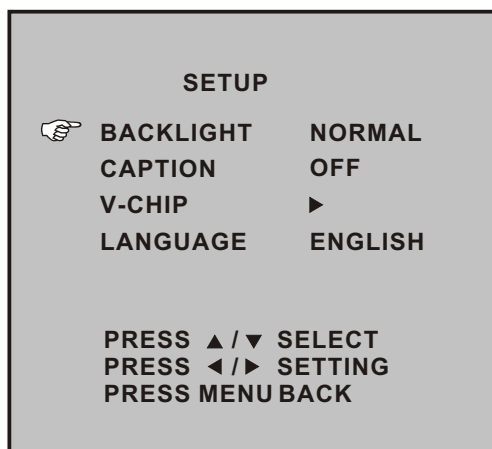 SETUP
BACKLIGHT NORMAL
CAPTION OFF
V-CHIP ▶
LANGUAGE ENGLISH
PRESS ▲ / ▼ SELECT
PRESS ◀ / ▶ SETTING
PRESS MENU BACK